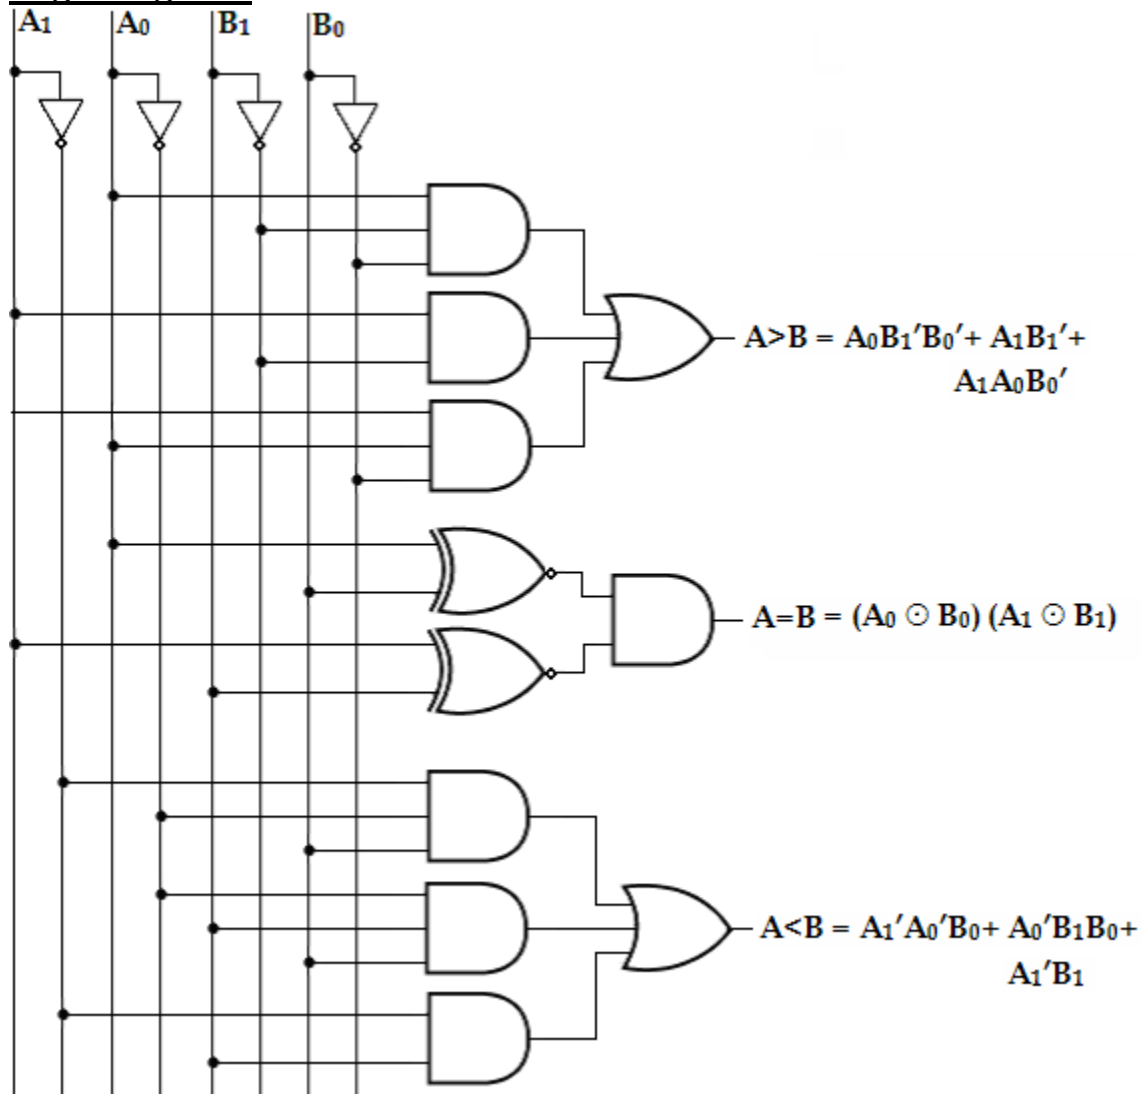 A₁ A₀ B₁ B₀
A>B = A₀B₁′B₀′+ A₁B₁′+
A₁A₀B₀′
A=B = (A₀ ⊙ B₀) (A₁ ⊙ B₁)
A<B = A₁′A₀′B₀+ A₀′B₁B₀+
A₁′B₁